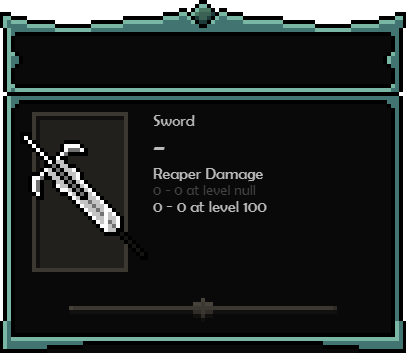 Sword
–
Reaper Damage
0 - 0 at level null
0 - 0 at level 100